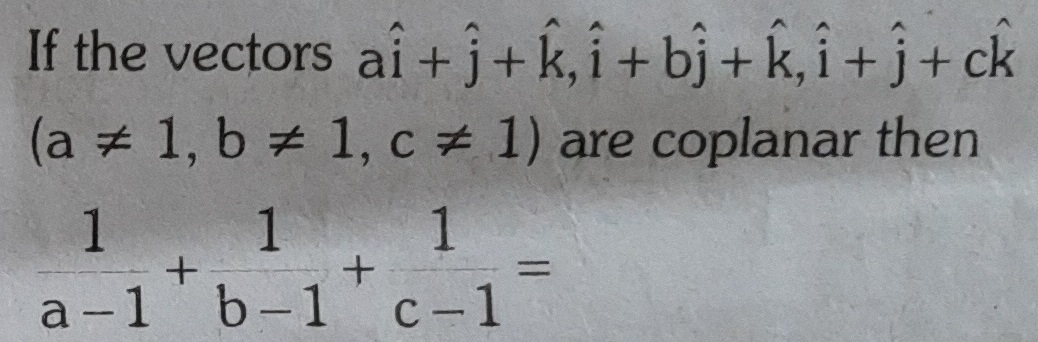 If the vectors aî + ĵ + k̂, î + bĵ + k̂, î + ĵ + ck̂
(a ≠ 1, b ≠ 1, c ≠ 1) are coplanar then
1/(a−1) + 1/(b−1) + 1/(c−1) =